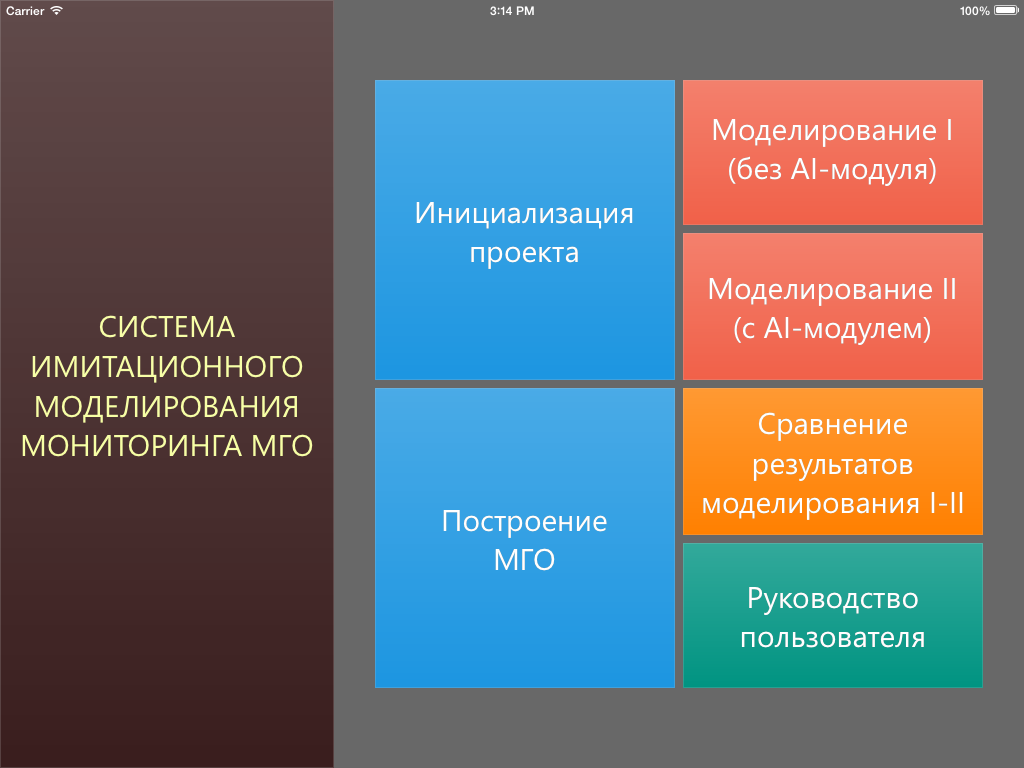 Carrier 3:14 PM 100%
СИСТЕМА
ИМИТАЦИОННОГО
МОДЕЛИРОВАНИЯ
МОНИТОРИНГА МГО
Инициализация
проекта
Построение
МГО
Моделирование I
(без AI-модуля)
Моделирование II
(с AI-модулем)
Сравнение
результатов
моделирования I-II
Руководство
пользователя